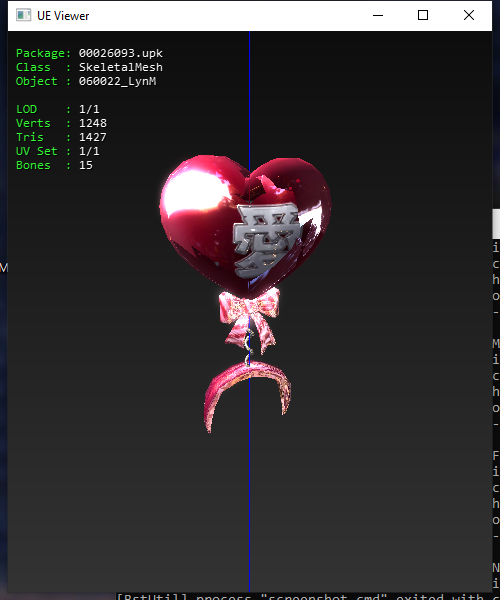 UE Viewer
Package: 00026093.upk
Class : SkeletalMesh
Object : 060022_LynM
LOD : 1/1
Verts : 1248
Tris : 1427
UV Set : 1/1
Bones : 15
愛
M
i
c
h
o
-
M
i
c
h
o
-
F
i
c
h
o
-
N
i
[BstUtil] process "screenshot.cmd" exited with c